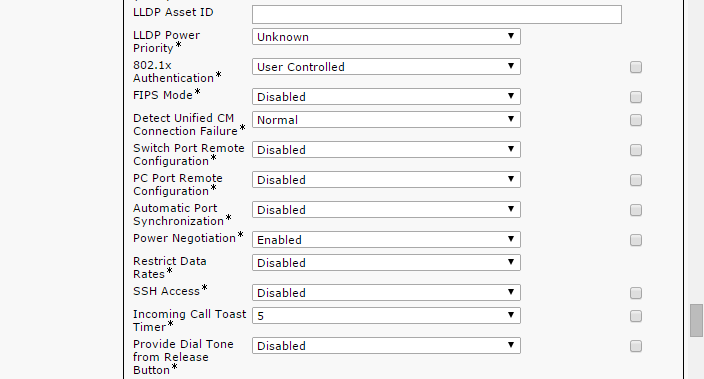 LLDP Asset ID
LLDP Power
Priority*
Unknown
802.1x
Authentication*
User Controlled
FIPS Mode*
Disabled
Detect Unified CM
Connection Failure*
Normal
Switch Port Remote
Configuration*
Disabled
PC Port Remote
Configuration*
Disabled
Automatic Port
Synchronization*
Disabled
Power Negotiation*
Enabled
Restrict Data
Rates*
Disabled
SSH Access*
Disabled
Incoming Call Toast
Timer*
5
Provide Dial Tone
from Release
Button*
Disabled